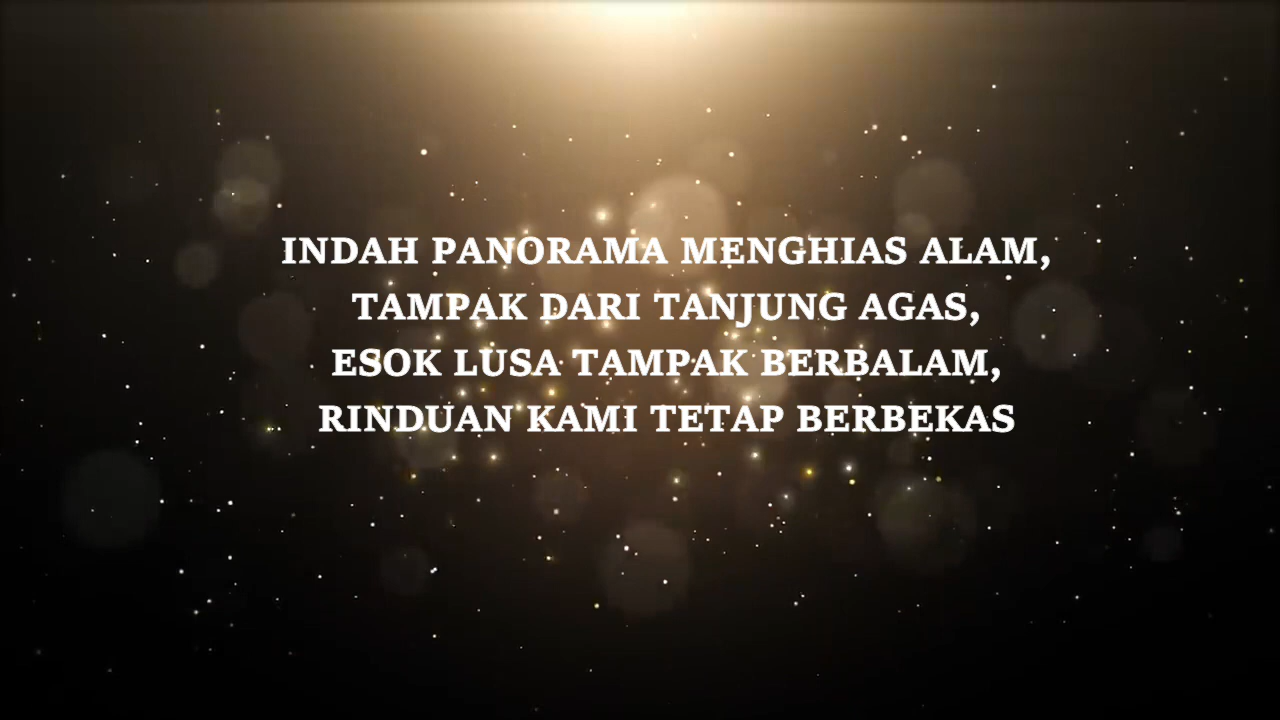 INDAH PANORAMA MENGHIAS ALAM,
TAMPAK DARI TANJUNG AGAS,
ESOK LUSA TAMPAK BERBALAM,
RINDUAN KAMI TETAP BERBEKAS